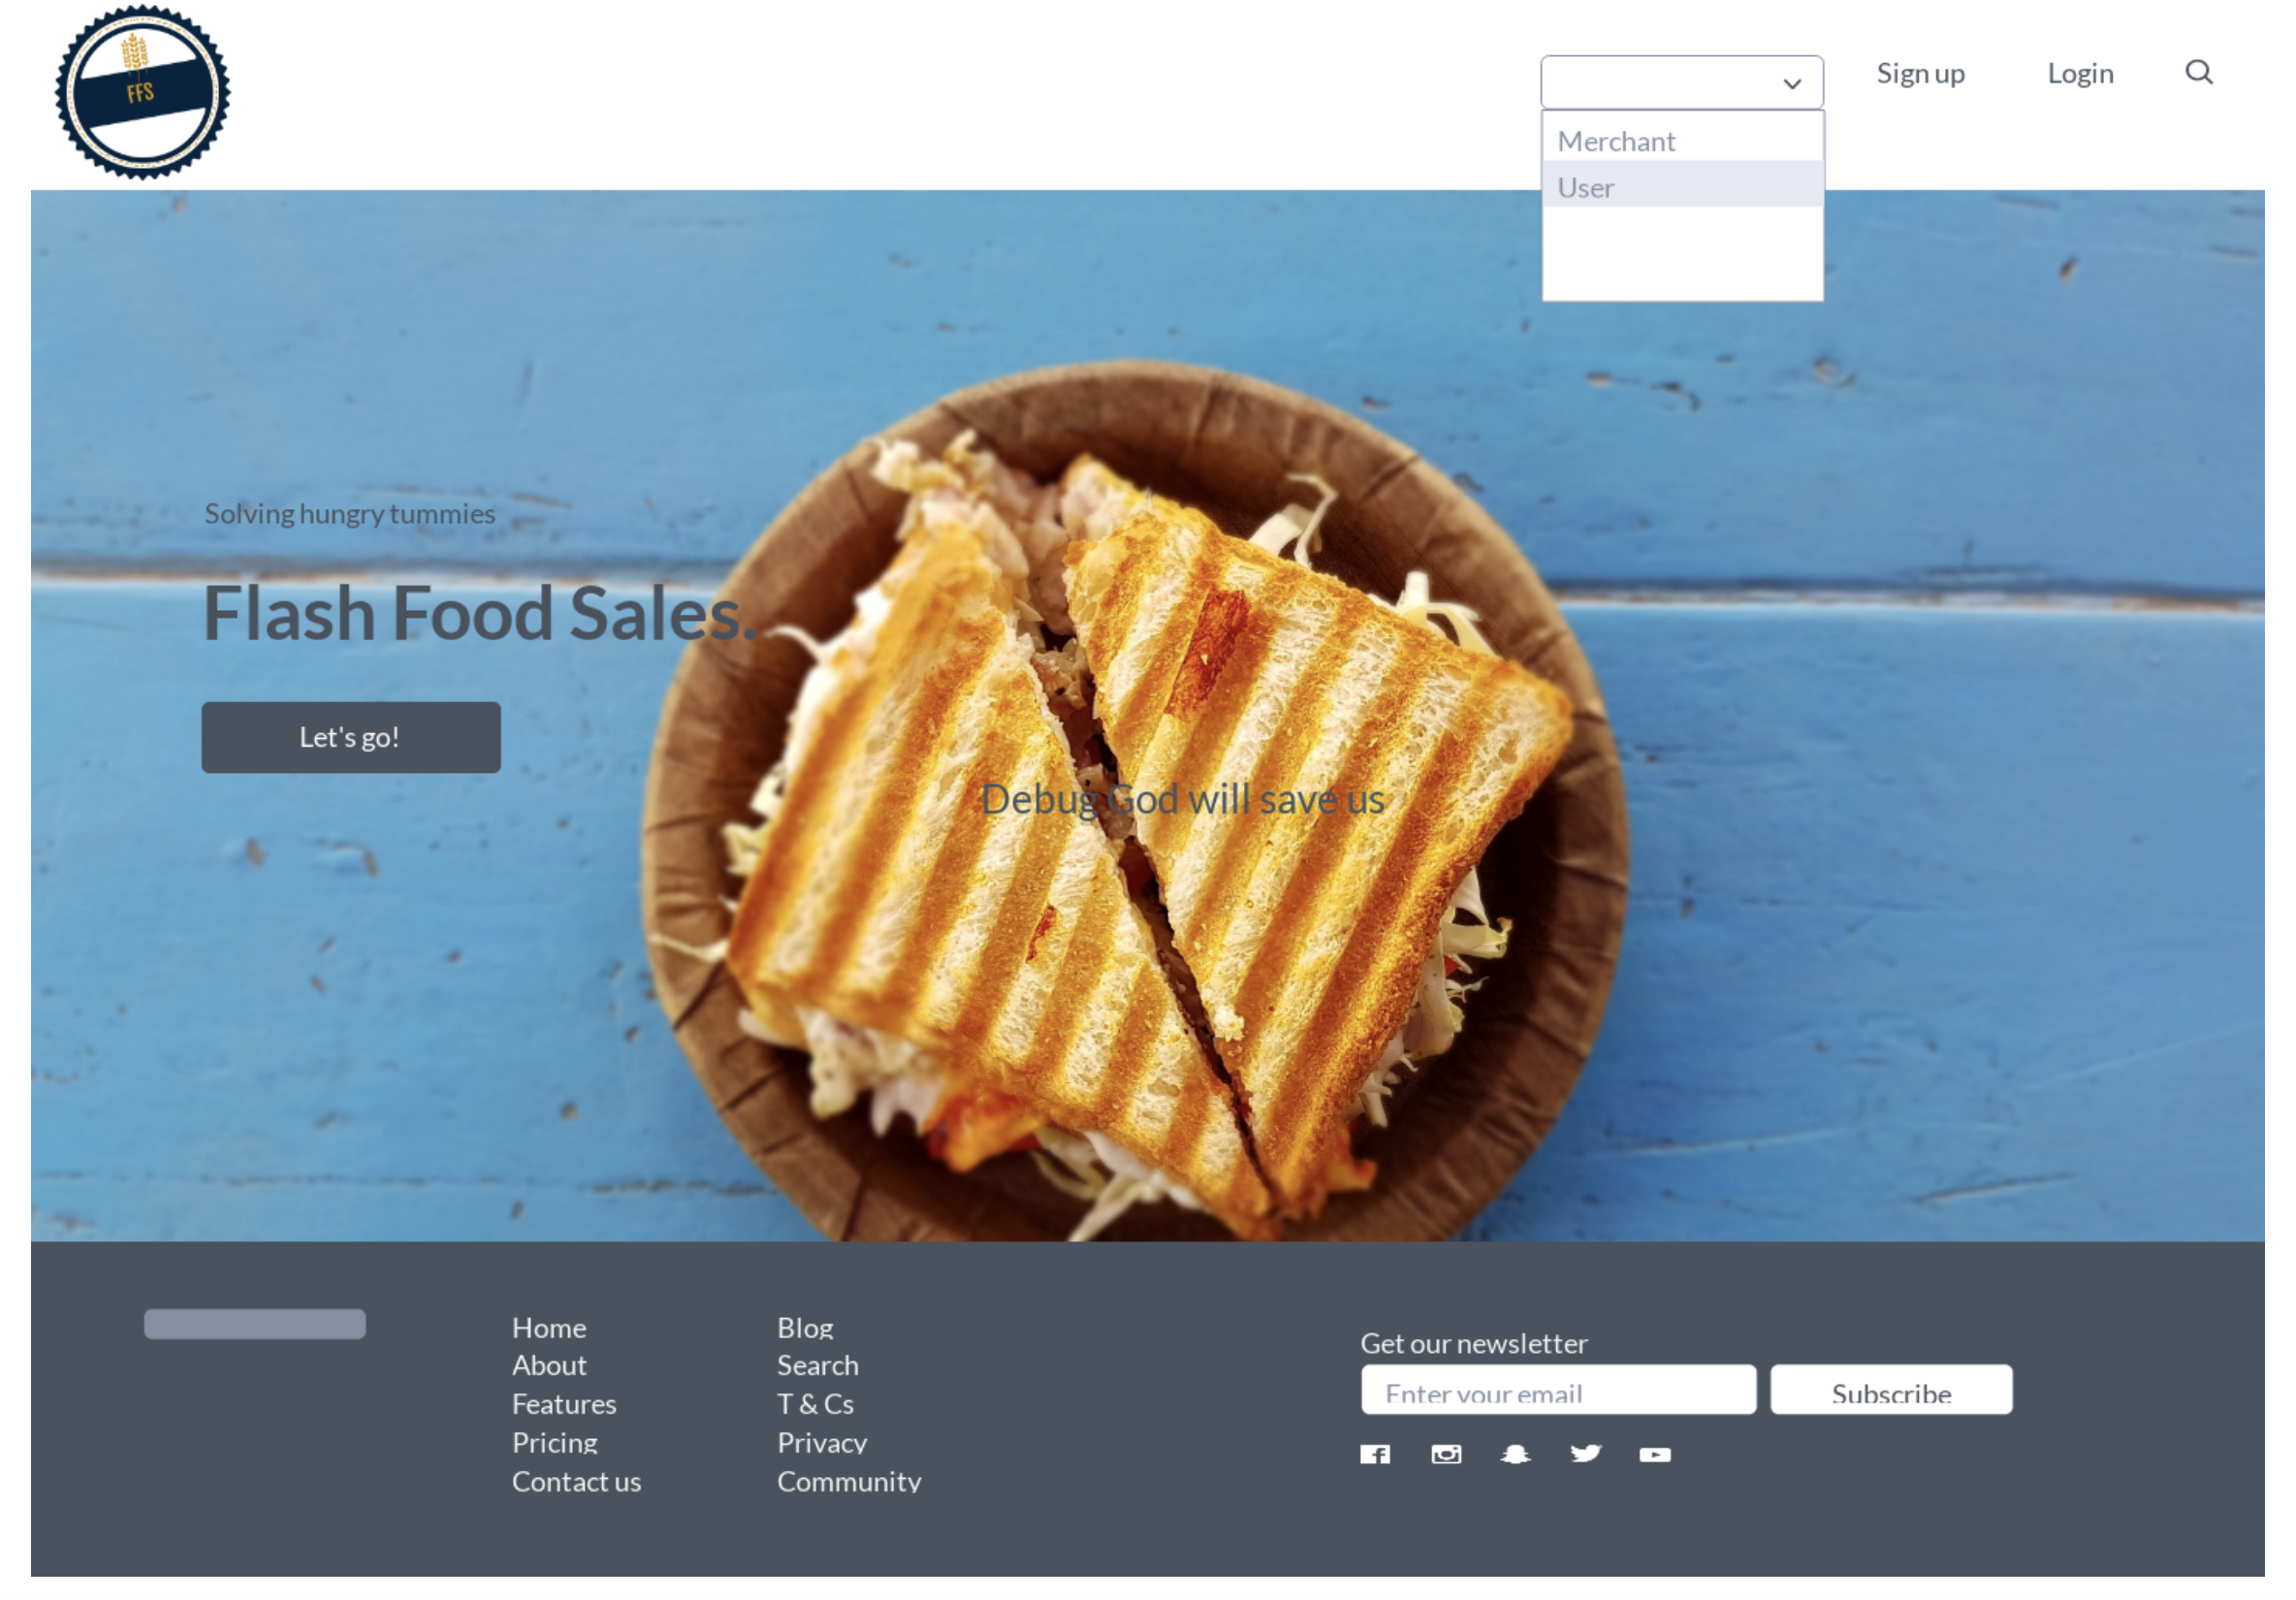 FFS
Sign up
Login
Merchant
User
Solving hungry tummies
Flash Food Sales.
Let's go!
Debug God will save us
Home
About
Features
Pricing
Contact us
Blog
Search
T & Cs
Privacy
Community
Get our newsletter
Enter your email
Subscribe